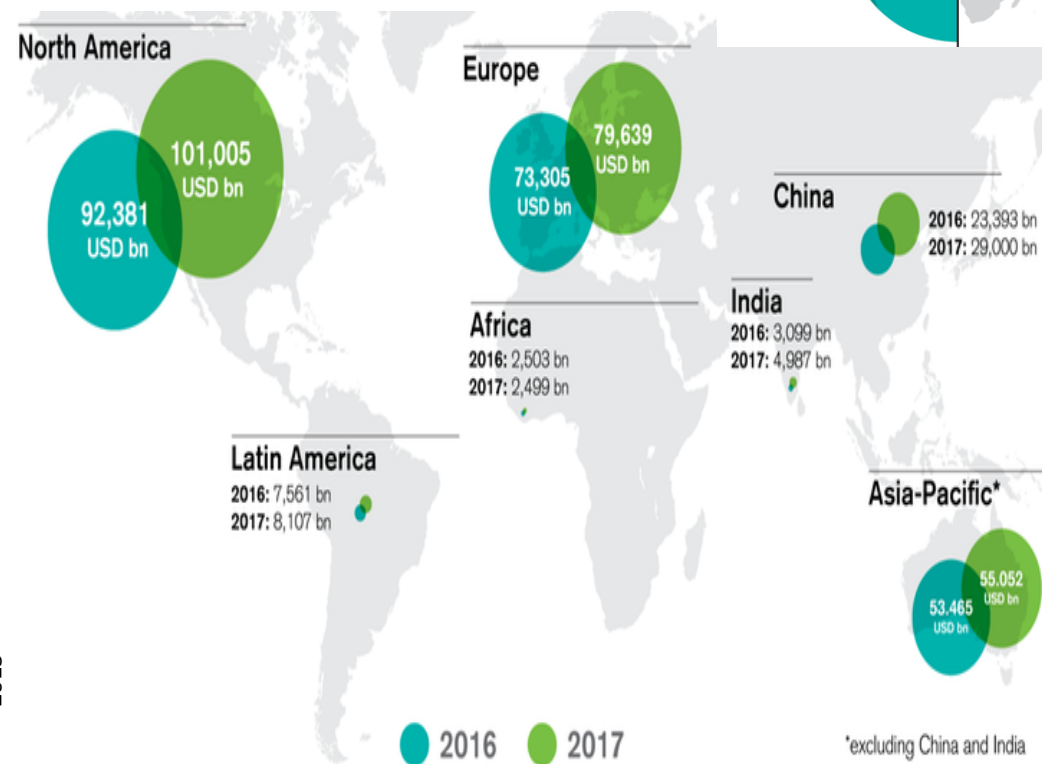 North America
101,005
USD bn
92,381
USD bn
Europe
79,639
USD bn
73,305
USD bn
China
2016: 23,393 bn
2017: 29,000 bn
India
2016: 3,099 bn
2017: 4,987 bn
Africa
2016: 2,503 bn
2017: 2,499 bn
Latin America
2016: 7,561 bn
2017: 8,107 bn
Asia-Pacific*
55.052
USD bn
53.465
USD bn
2016
2017
*excluding China and India